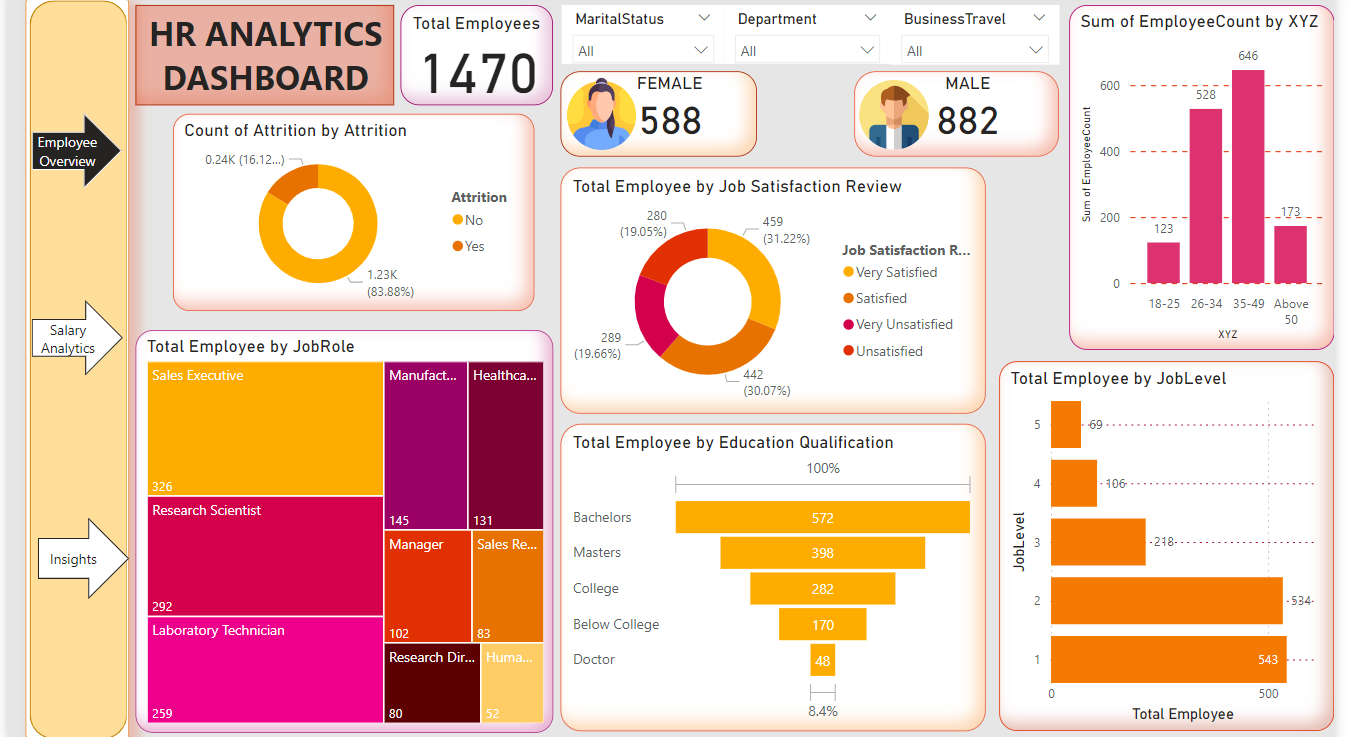 HR ANALYTICS
DASHBOARD
Total Employees
1470
MaritalStatus
All
Department
All
BusinessTravel
All
FEMALE
588
MALE
882
Employee
Overview
Salary
Analytics
Insights
Count of Attrition by Attrition
0.24K (16.12...)
1.23K
(83.88%)
Attrition
No
Yes
Total Employee by Job Satisfaction Review
280
(19.05%)
459
(31.22%)
289
(19.66%)
442
(30.07%)
Job Satisfaction R...
Very Satisfied
Satisfied
Very Unsatisfied
Unsatisfied
Sum of EmployeeCount by XYZ
Sum of EmployeeCount
600
400
200
0
123
528
646
173
18-25
26-34
35-49
Above
50
XYZ
Total Employee by JobRole
Sales Executive
326
Research Scientist
292
Laboratory Technician
259
Manufact...
145
Healthca...
131
Manager
102
Sales Re...
83
Research Dir...
80
Huma...
52
Total Employee by Education Qualification
100%
Bachelors
572
Masters
398
College
282
Below College
170
Doctor
48
8.4%
Total Employee by JobLevel
JobLevel
5
69
4
106
3
218
2
534
1
543
0
500
Total Employee